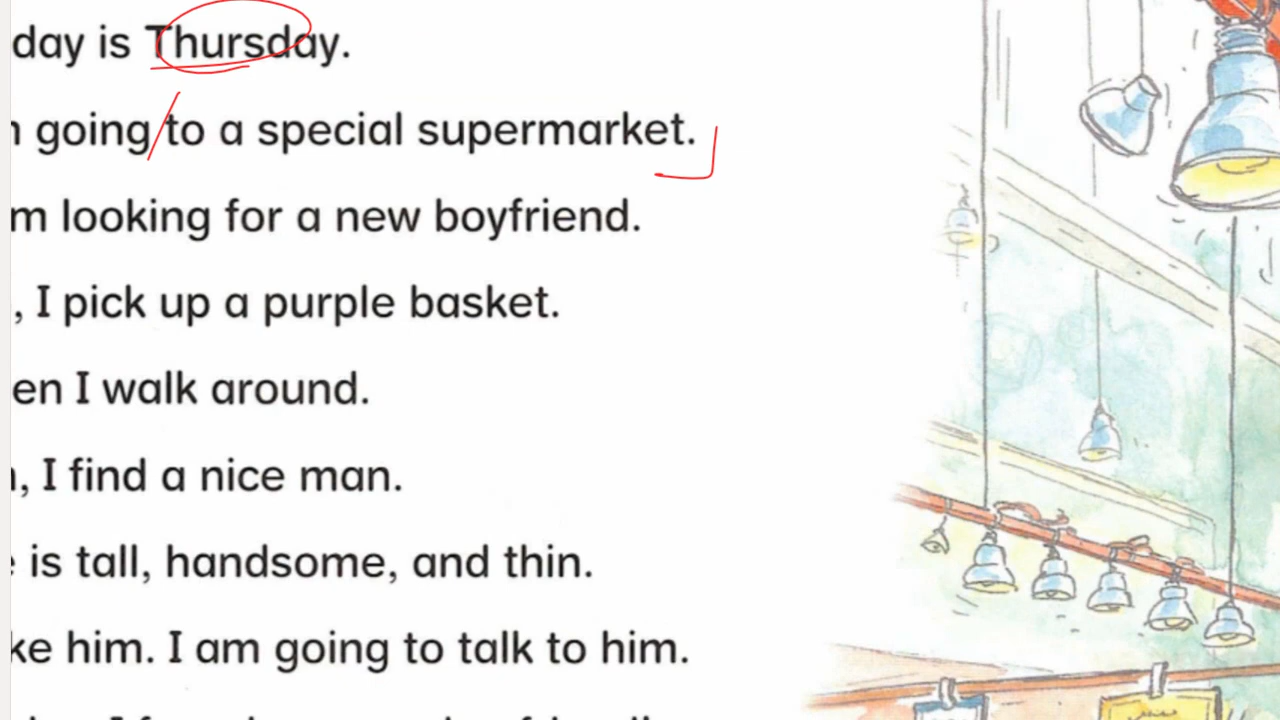 day is Thursday.
going to a special supermarket.
m looking for a new boyfriend.
, I pick up a purple basket.
en I walk around.
, I find a nice man.
is tall, handsome, and thin.
ke him. I am going to talk to him.